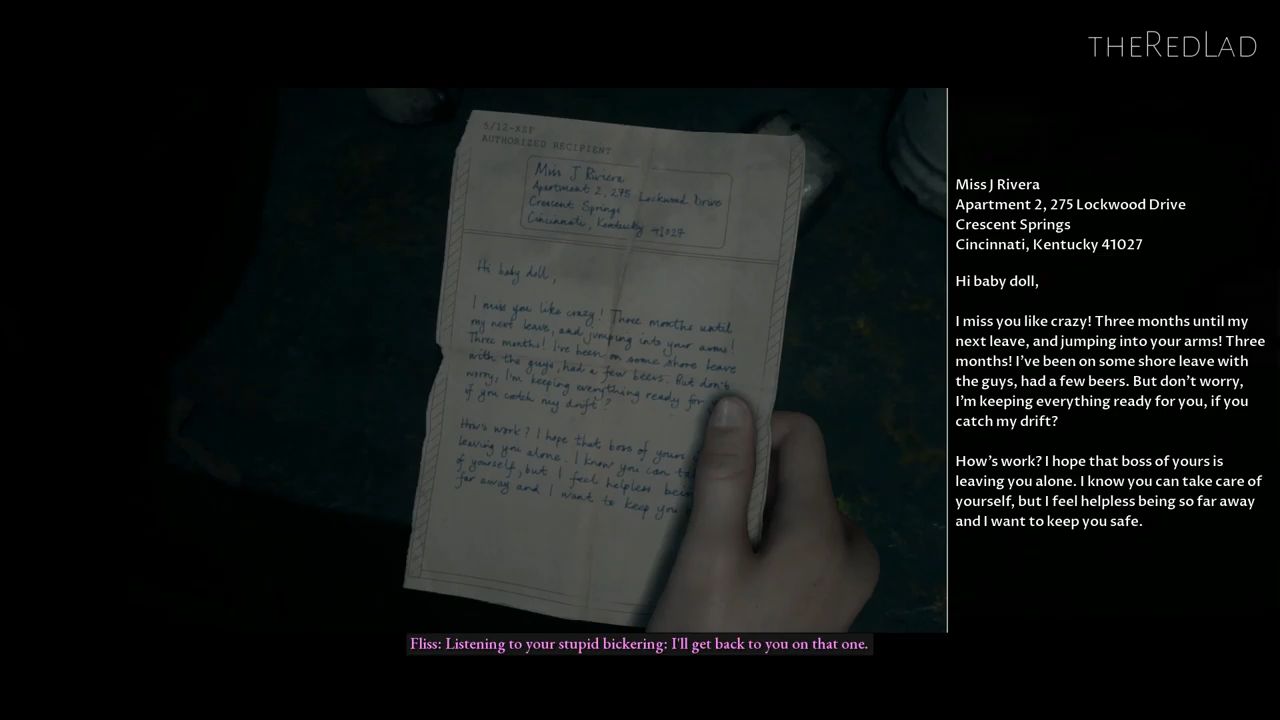 THEREDLAD
5/12-XSP
AUTHORIZED RECIPIENT
Miss J Riviera
Apartment 2, 275 Lockwood Drive
Crescent Springs
Cincinnati, Kentucky 41027
Hi baby doll,
I miss you like crazy! Three months until
my next leave, and jumping into your arms!
Three months! I've been on some shore leave
with the guys, had a few beers. But don't
worry, I'm keeping everything ready for
if you catch my drift?
How's work? I hope that boss of yours
leaving you alone. I know you can
of yourself, but I feel helpless
far away and I want to keep you
Miss J Rivera
Apartment 2, 275 Lockwood Drive
Crescent Springs
Cincinnati, Kentucky 41027
Hi baby doll,
I miss you like crazy! Three months until my
next leave, and jumping into your arms! Three
months! I've been on some shore leave with
the guys, had a few beers. But don't worry,
I'm keeping everything ready for you, if you
catch my drift?
How's work? I hope that boss of yours is
leaving you alone. I know you can take care of
yourself, but I feel helpless being so far away
and I want to keep you safe.
Fliss: Listening to your stupid bickering: I'll get back to you on that one.